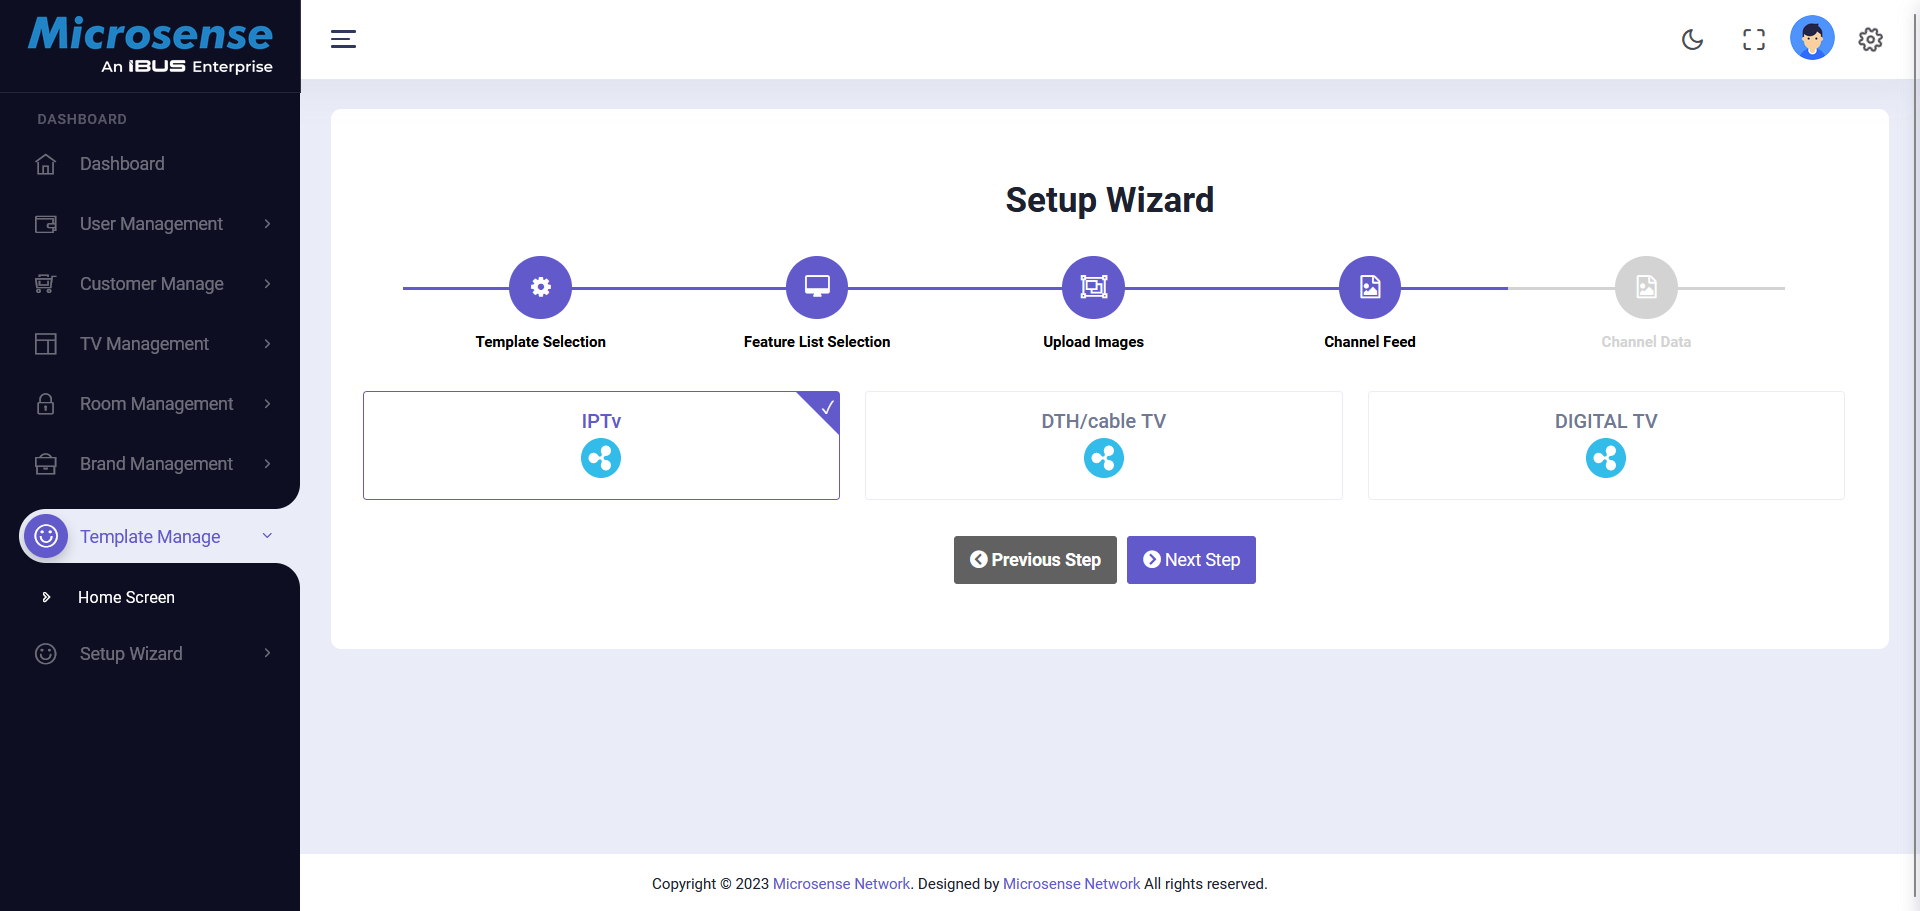 Microsense
An iBUS Enterprise
DASHBOARD
Dashboard
User Management
Customer Manage
TV Management
Room Management
Brand Management
Template Manage
Home Screen
Setup Wizard
Setup Wizard
Template Selection
Feature List Selection
Upload Images
Channel Feed
Channel Data
IPTv
DTH/cable TV
DIGITAL TV
Previous Step
Next Step
Copyright © 2023 Microsense Network. Designed by Microsense Network All rights reserved.